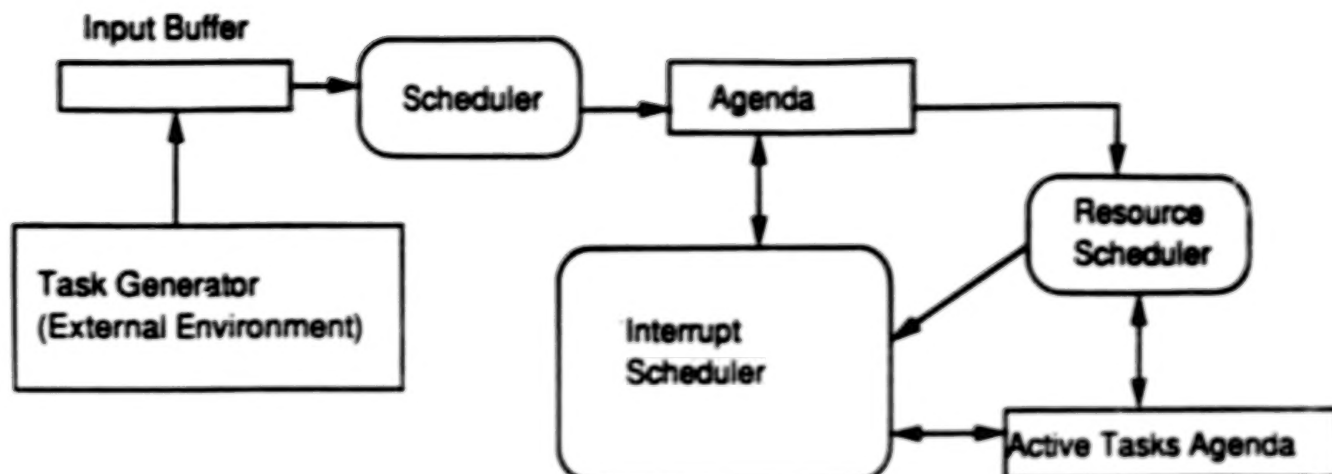 Input Buffer
Scheduler
Agenda
Resource
Scheduler
Task Generator
(External Environment)
Interrupt
Scheduler
Active Tasks Agenda